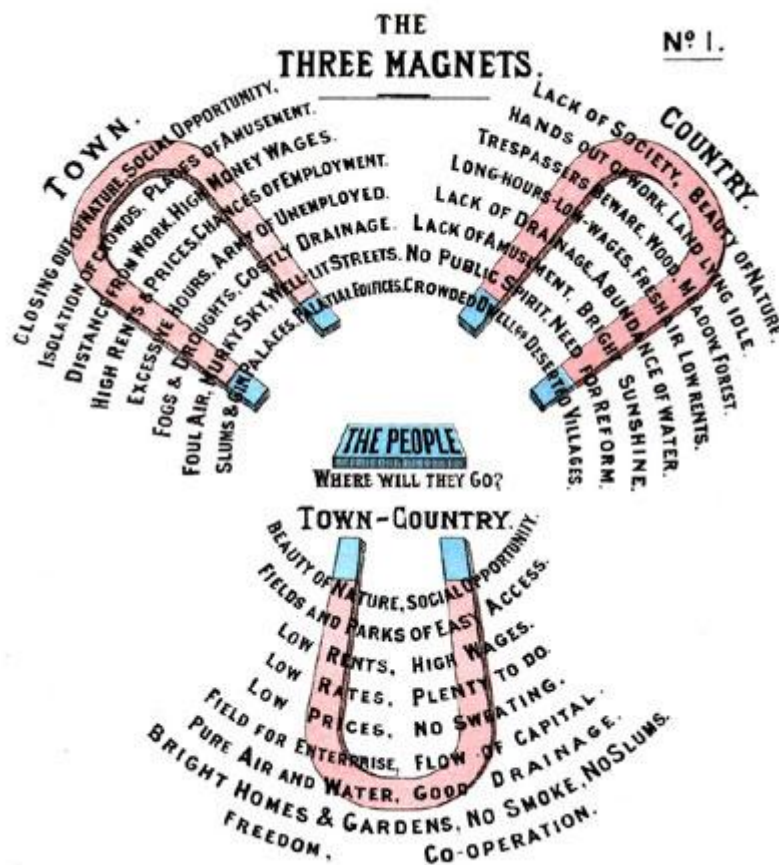 THE
THREE MAGNETS.
Nº 1.
TOWN.
CLOSING OUT OF NATURE. SOCIAL OPPORTUNITY.
ISOLATION OF CROWDS. PLACES OF AMUSEMENT.
DISTANCE FROM WORK. HIGH MONEY WAGES.
HIGH RENTS & PRICES. CHANCES OF EMPLOYMENT.
EXCESSIVE HOURS. ARMY OF UNEMPLOYED.
FOGS & DROUGHTS. COSTLY DRAINAGE.
FOUL AIR. MURKY SKY. WELL-LIT STREETS.
SLUMS & GIN PALACES. PALATIAL EDIFICES.
COUNTRY.
LACK OF SOCIETY. BEAUTY OF NATURE.
HANDS OUT OF WORK. LAND LYING IDLE.
TRESPASSERS BEWARE. WOOD, MEADOW, FOREST.
LONG-HOURS-LOW-WAGES. FRESH AIR LOW RENTS.
LACK OF DRAINAGE. ABUNDANCE OF WATER.
LACK OF AMUSEMENT. BRIGHT SUNSHINE.
NO PUBLIC SPIRIT. NEED FOR REFORM.
CROWDED DWELLGS DESERTED VILLAGES.
THE PEOPLE
WHERE WILL THEY GO?
TOWN-COUNTRY.
BEAUTY OF NATURE, SOCIAL OPPORTUNITY.
FIELDS AND PARKS OF EASY ACCESS.
LOW RENTS, HIGH WAGES.
LOW RATES, PLENTY TO DO.
LOW PRICES, NO SWEATING.
FIELD FOR ENTERPRISE, FLOW OF CAPITAL.
PURE AIR AND WATER, GOOD DRAINAGE.
BRIGHT HOMES & GARDENS, NO SMOKE, NO SLUMS.
FREEDOM, CO-OPERATION.